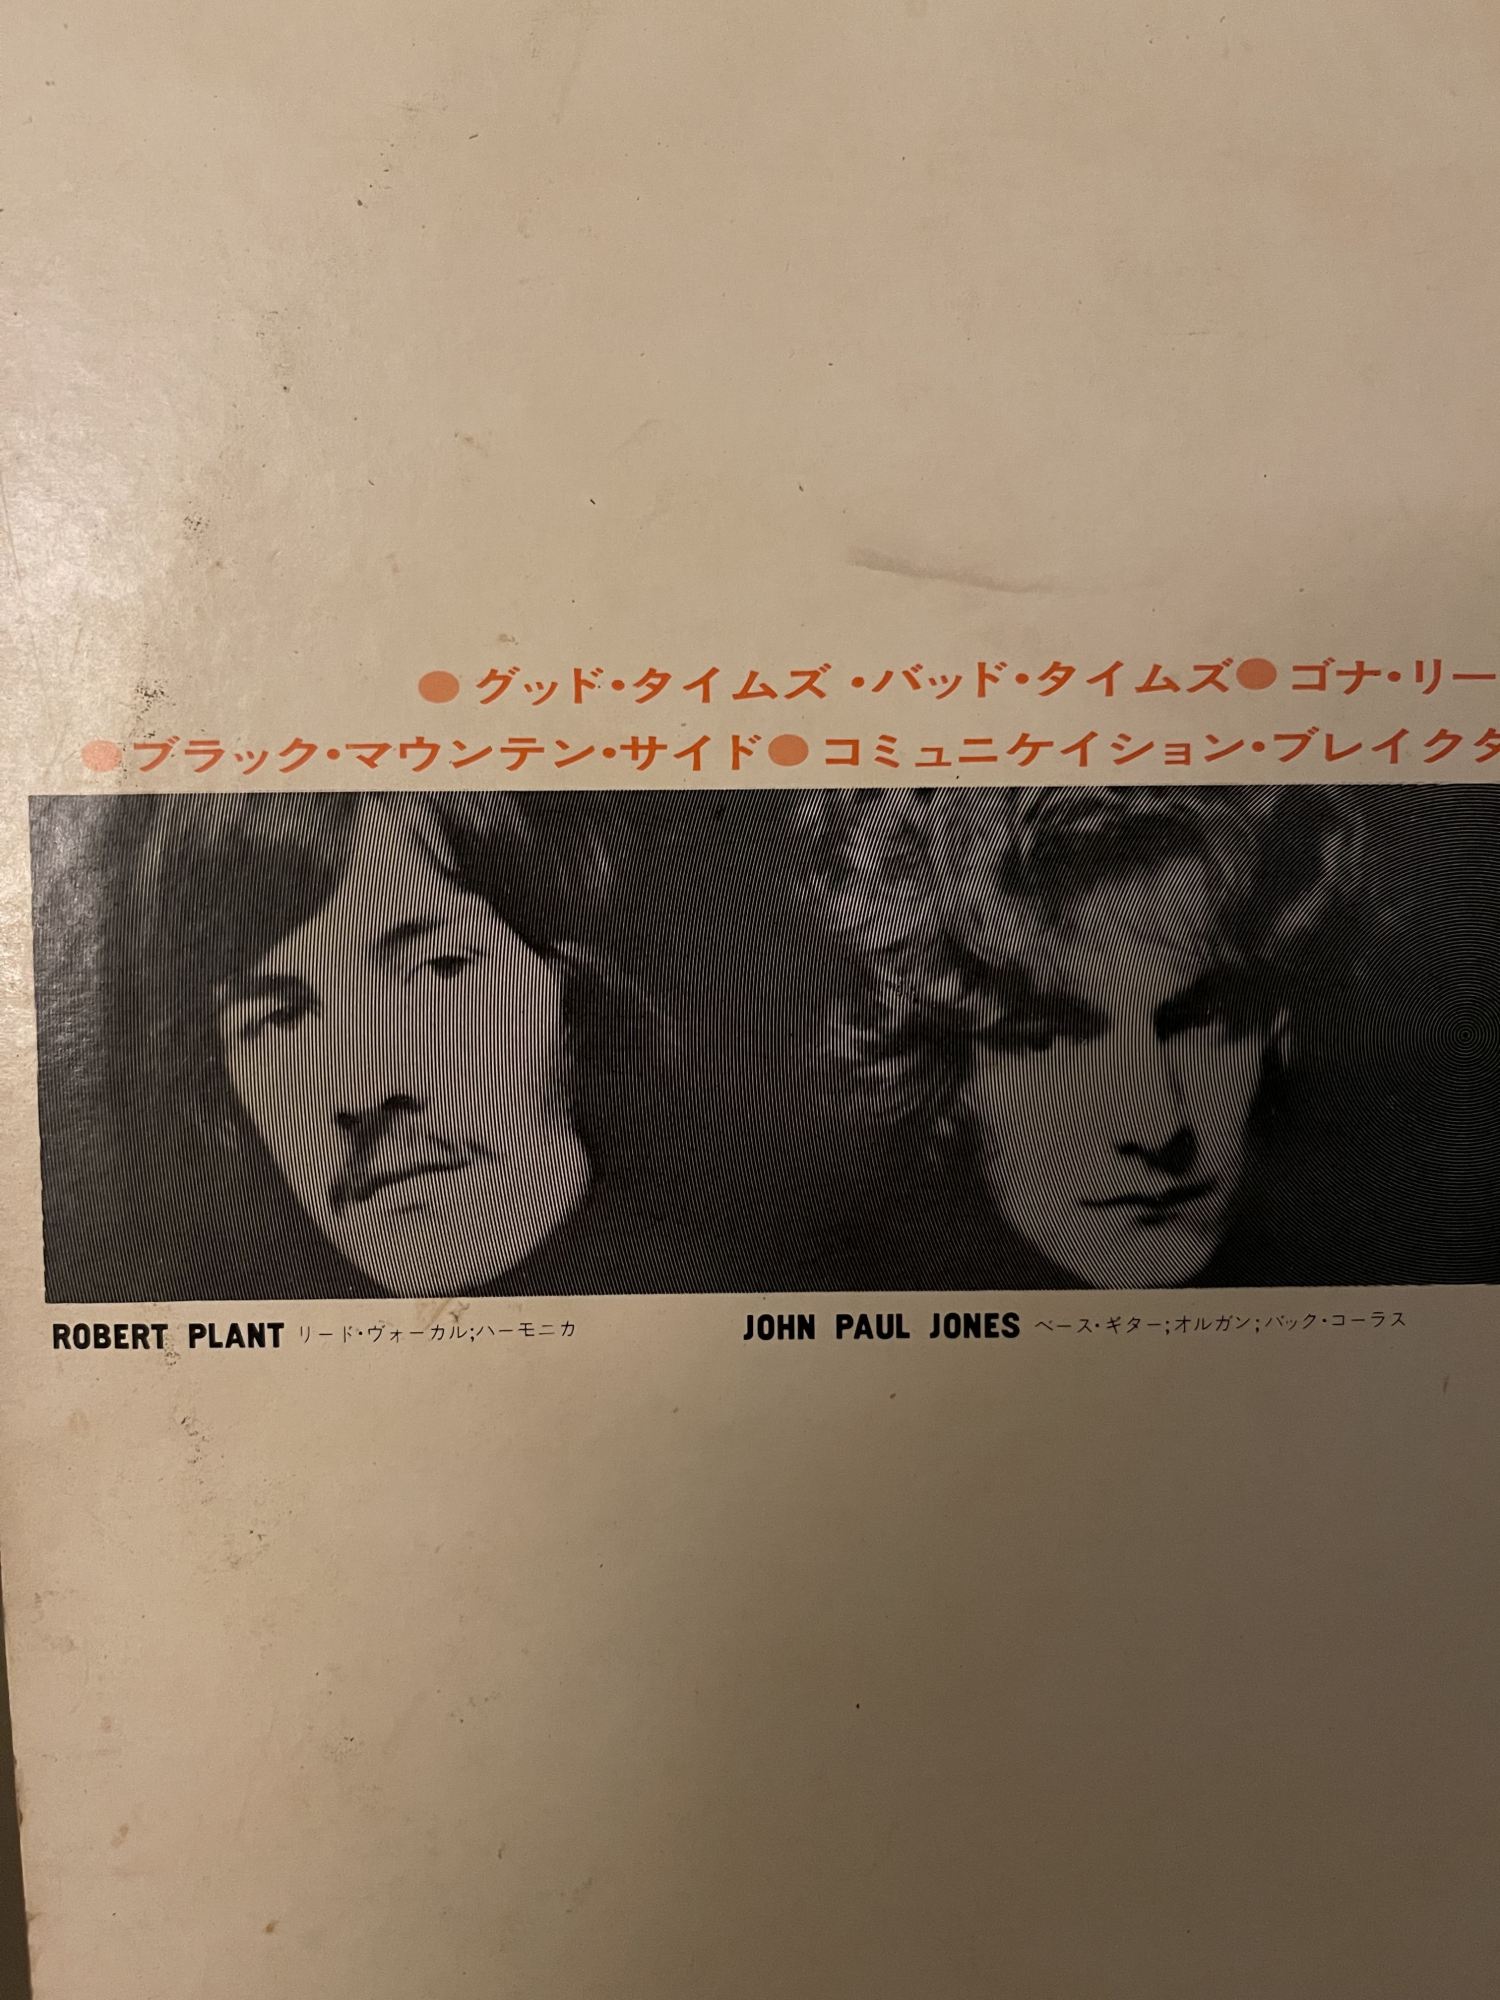 ●グッド・タイムズ・バッド・タイムズ●ゴナ・リー
●ブラック・マウンテン・サイド●コミュニケイション・ブレイクダ
ROBERT PLANT リード・ヴォーカル;ハーモニカ
JOHN PAUL JONES ベース・ギター;オルガン;バック・コーラス